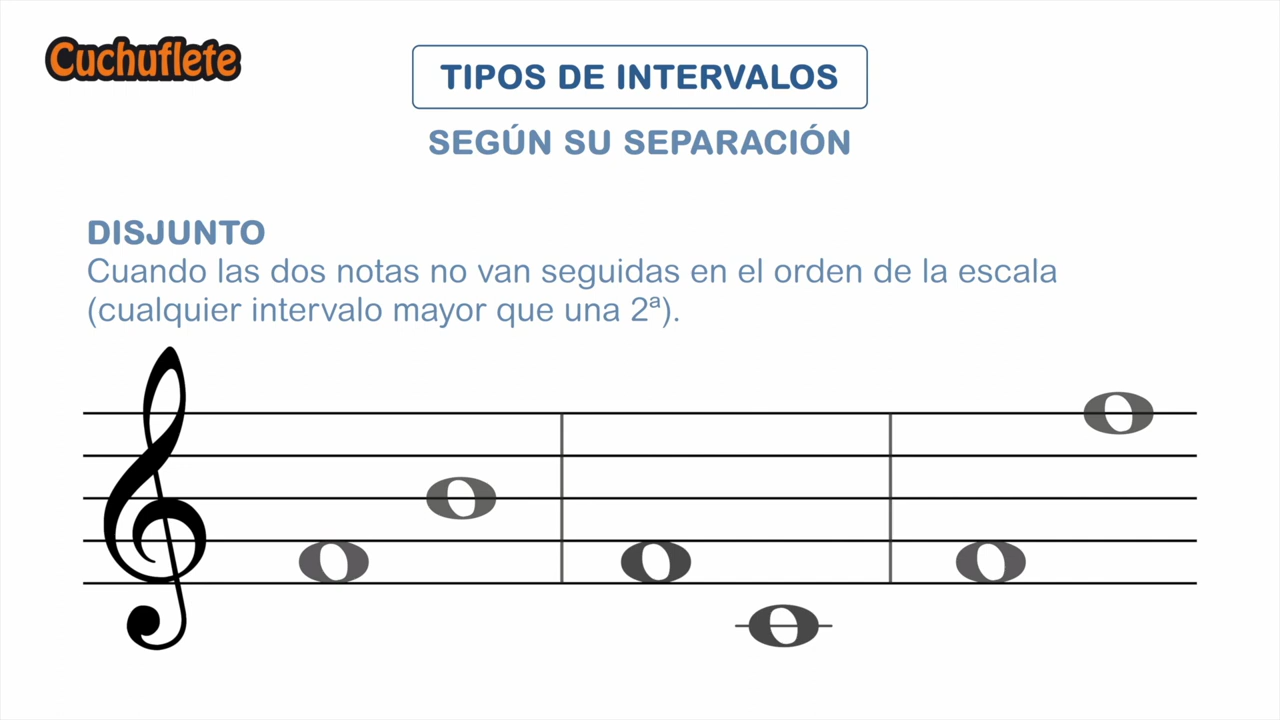 Cuchuflete
TIPOS DE INTERVALOS
SEGÚN SU SEPARACIÓN
DISJUNTO
Cuando las dos notas no van seguidas en el orden de la escala
(cualquier intervalo mayor que una 2ª).